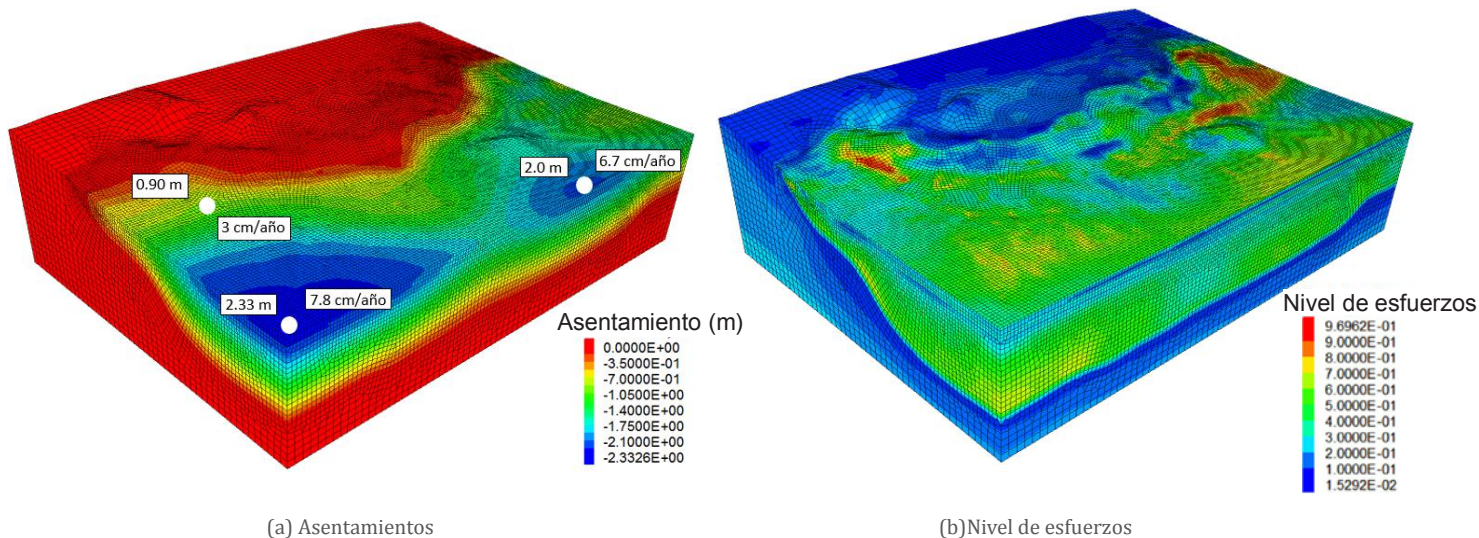 0.90 m
3 cm/año
2.0 m
6.7 cm/año
2.33 m
7.8 cm/año
Asentamiento (m)
0.0000E+00
-3.5000E-01
-7.0000E-01
-1.0500E+00
-1.4000E+00
-1.7500E+00
-2.1000E+00
-2.3326E+00
Nivel de esfuerzos
9.6962E-01
9.0000E-01
8.0000E-01
7.0000E-01
6.0000E-01
5.0000E-01
4.0000E-01
3.0000E-01
2.0000E-01
1.0000E-01
1.5292E-02
(a) Asentamientos
(b)Nivel de esfuerzos